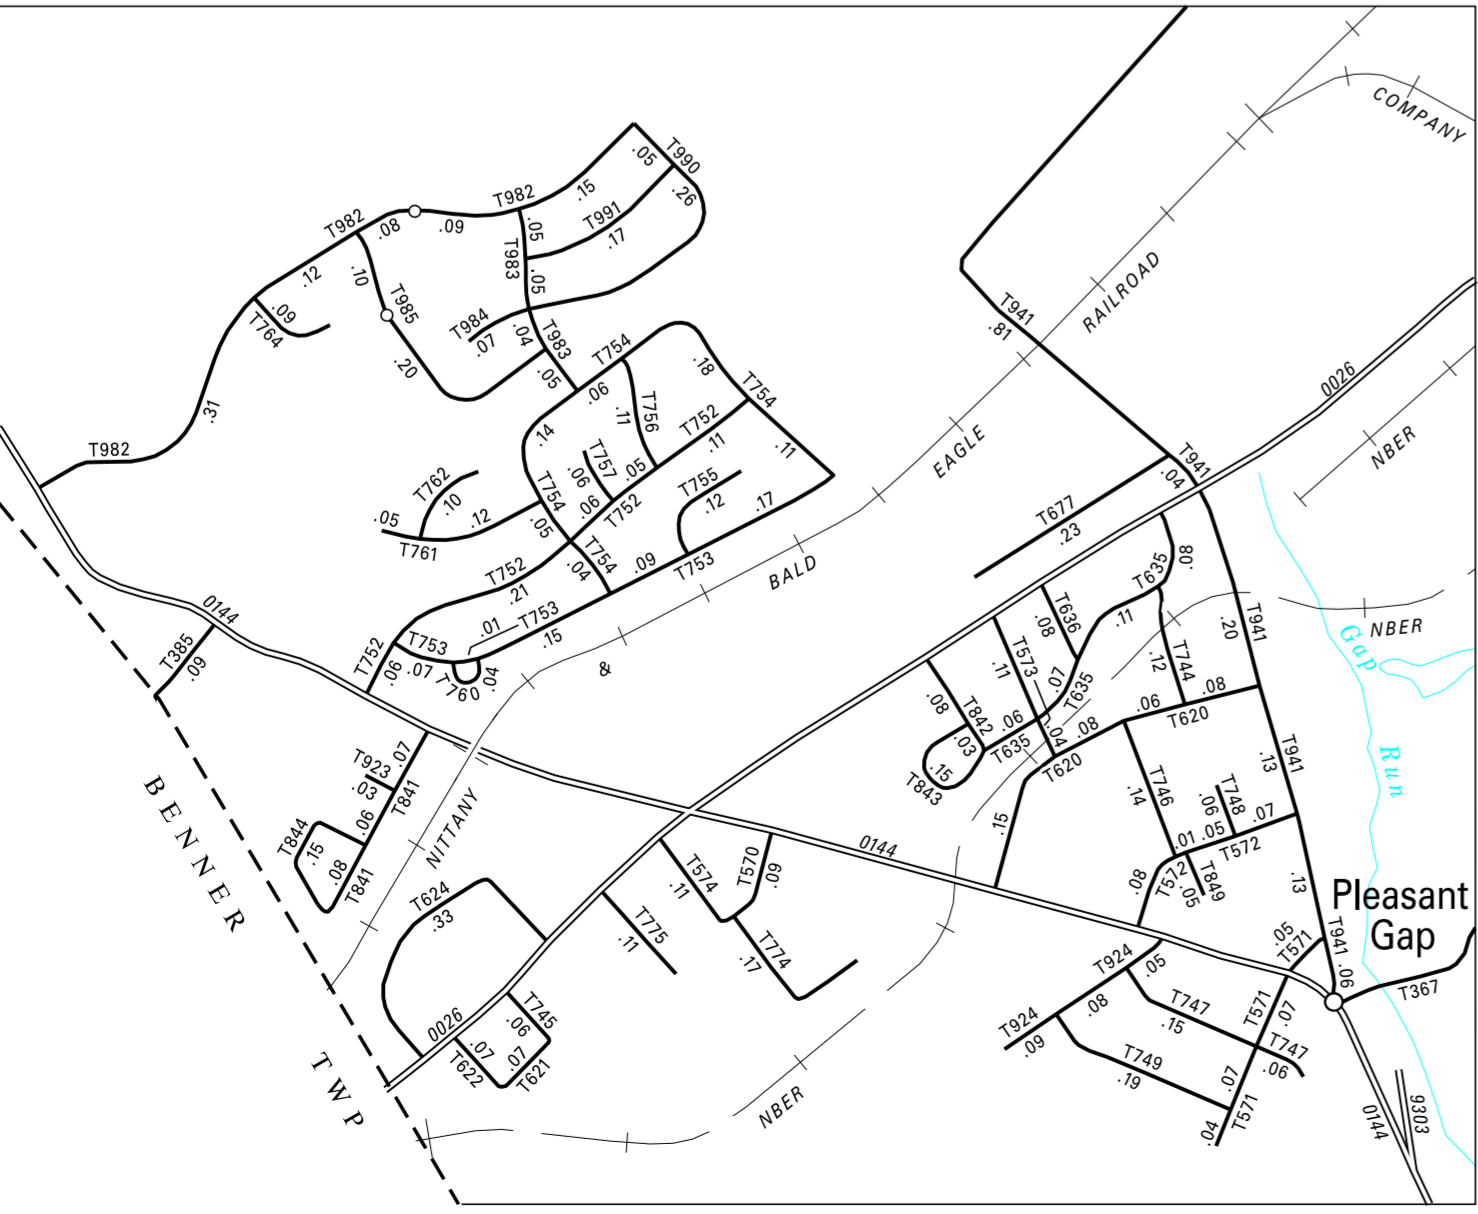 COMPANY
T990
.05
.26
T982
.15
T991
.17
T982
.08
.09
.05
T983
.05
.12
.10
T985
.09
T764
T984
.07
.04
T983
.05
.20
.31
T982
T754
.18
.06
T754
.14
.11
T756
T752
.11
.11
T757
.06
.05
.06
T752
T755
.12
.17
T762
.10
.05
.12
T761
T754
.05
T754
.04
.09
T753
T752
.21
T753
.01
.15
T753
.07
T760
.04
T752
.06
0144
T385
.09
T941
.81
RAILROAD
EAGLE
BALD
&
NITTANY
0026
NBER
T941
.04
T677
.23
.08
T635
.11
T636
.08
T573
.11
.07
T635
.12
T744
.20
T941
NBER
Gap
Run
.08
T842
.03
.06
T635
.04
.08
.06
.08
T620
T620
.15
T843
.15
T746
.14
.06
T748
.07
.05
.01
T572
T572
.08
.05
T849
.13
T941
.13
Pleasant
Gap
T941
.06
T367
.05
T571
T571
.07
T924
.05
.08
T924
.09
T747
.15
T747
.06
T749
.19
.07
T571
.04
0144
9303
0144
.07
T923
.03
T841
.06
T844
.15
.08
T841
BENNER
TWP
T624
.33
T574
.11
T570
.09
T775
.11
T774
.17
0026
T745
.06
.07
T622
.07
T621
NBER